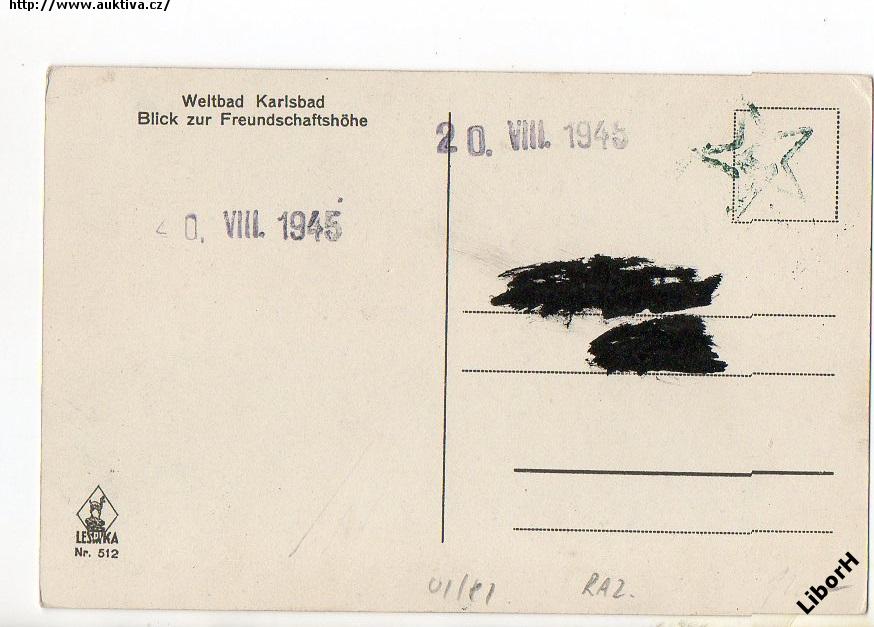 http://www.auktiva.cz/
Weltbad Karlsbad
Blick zur Freundschaftshöhe
20. VIII. 1945
0. VIII. 1945
LESWKA
Nr. 512
RAZ.
LiborH